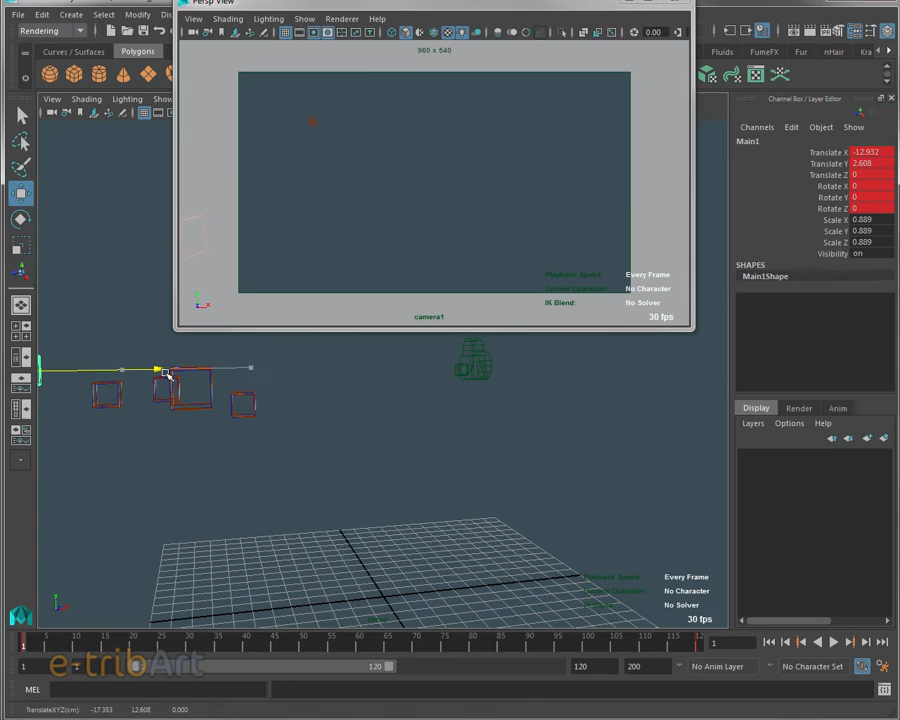 Persp View
File Edit Create Select Modify
View Shading Lighting Show Renderer Help
Rendering
0.00
960 x 540
Curves / Surfaces Polygons
Fluids FumeFX Fur nHair
View Shading Lighting
Channel Box / Layer Editor
Channels Edit Object Show
Main1
Translate X -12.932
Translate Y 2.608
Translate Z 0
Rotate X 0
Rotate Y 0
Rotate Z 0
Scale X 0.889
Scale Y 0.889
Scale Z 0.889
Visibility on
SHAPES
Main1Shape
Playback Speed: Every Frame
Current Character: No Character
IK Blend: No Solver
30 fps
camera1
Display Render Anim
Layers Options Help
Every Frame
No Character
No Solver
30 fps
5 10 15 20 25 30 35 40 45 50 55 60 65 70 75 80 85 90 95 100 105 110 115 12
1
1
1 1 120 120 200 No Anim Layer No Character Set
e-tribArt
MEL
TranslateXYZ(cm): -17.353 12.608 0.000